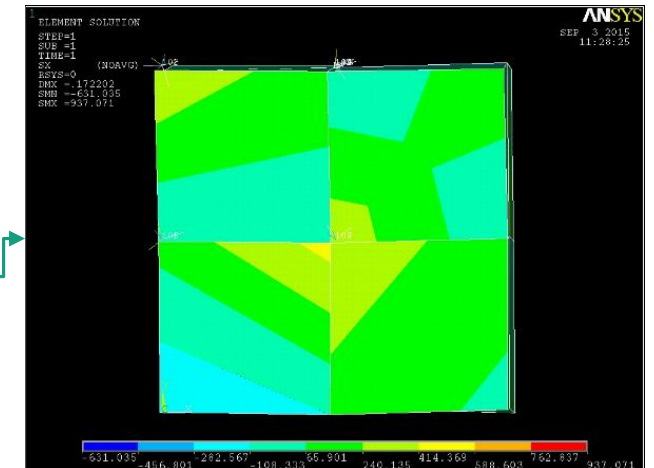 1
ANSYS
ELEMENT SOLUTION
SEP 3 2015
11:28:25
STEP=1
SUB =1
TIME=1
SX (NOAVG)
RSYS=0
DMX =.172202
SMN =-631.035
SMX =937.071
-631.035 -282.567 65.901 414.369 762.837
-456.801 -108.333 240.135 588.603 937.071